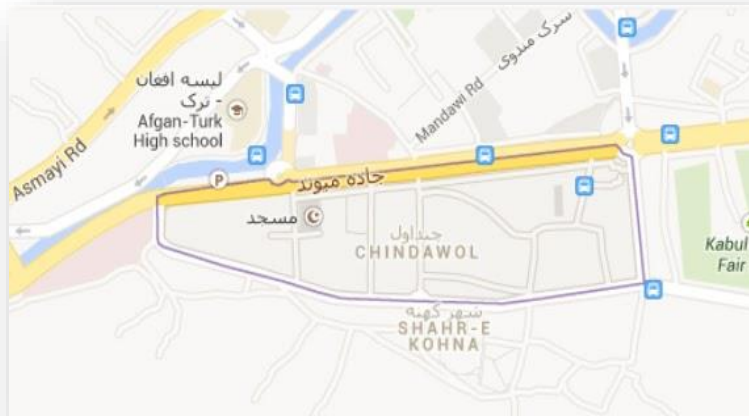 سرک مندوی
Mandawi Rd
لیسه افغان
- ترک
Afgan-Turk
High school
Asmayi Rd
P
جاده میوند
مسجد
چنداول
CHINDAWOL
Kabul
Fair
شهر کهنه
SHAHR-E
KOHNA